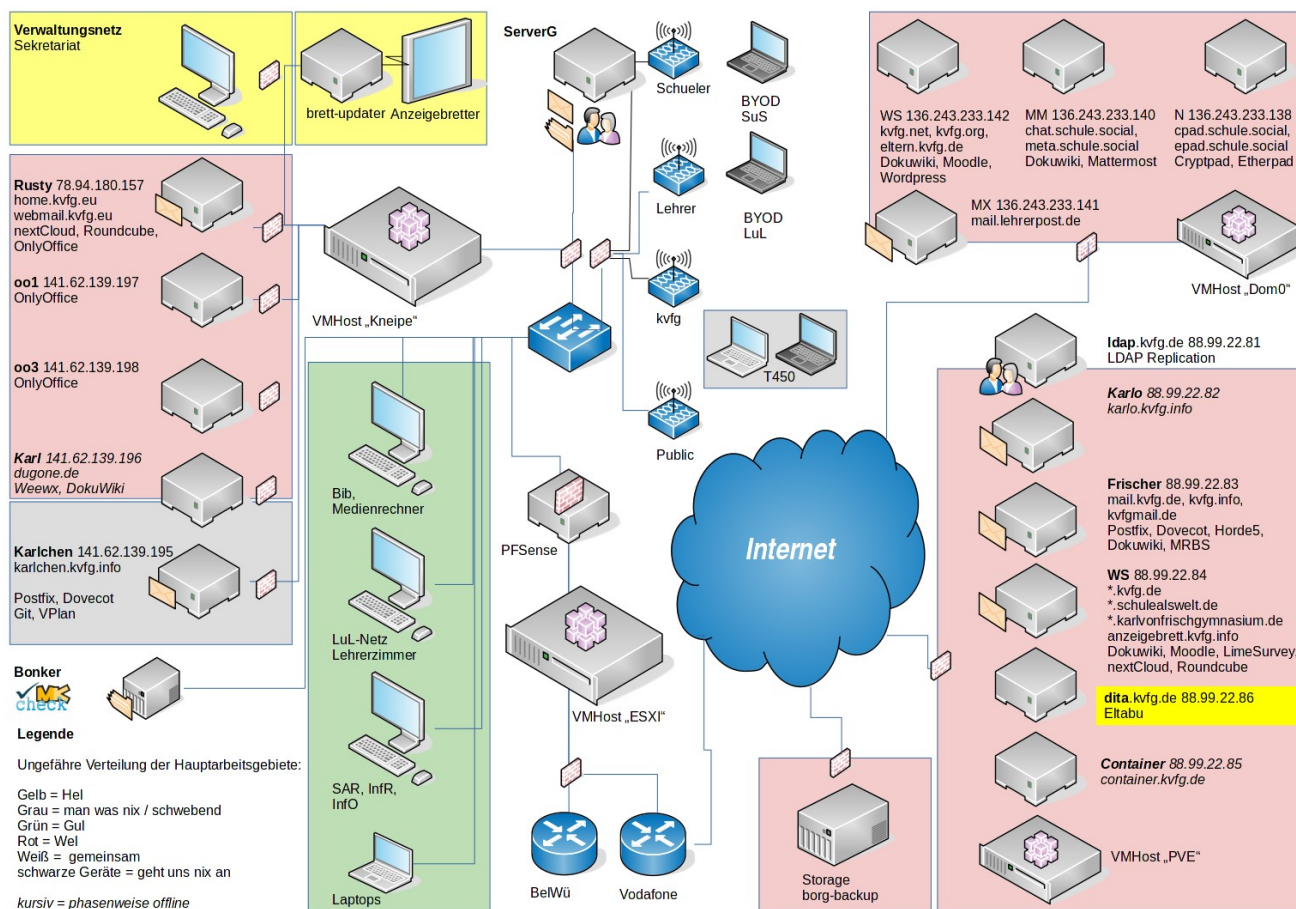 Verwaltungsnetz
Sekretariat
brett-updater
Anzeigebretter
ServerG
Schueler
BYOD
SuS
Lehrer
BYOD
LuL
kvfg
T450
Public
WS 136.243.233.142
kvfg.net, kvfg.org,
eltern.kvfg.de
Dokuwiki, Moodle,
Wordpress
MM 136.243.233.140
chat.schule.social,
meta.schule.social
Dokuwiki, Mattermost
N 136.243.233.138
cpad.schule.social,
epad.schule.social
Cryptpad, Etherpad
MX 136.243.233.141
mail.lehrerpost.de
VMHost „Dom0“
Rusty 78.94.180.157
home.kvfg.eu
webmail.kvfg.eu
nextCloud, Roundcube,
OnlyOffice
oo1 141.62.139.197
OnlyOffice
oo3 141.62.139.198
OnlyOffice
Karl 141.62.139.196
dugone.de
Weewx, DokuWiki
Karlchen 141.62.139.195
karlchen.kvfg.info
Postfix, Dovecot
Git, VPlan
VMHost „Kneipe“
Bib,
Medienrechner
LuL-Netz
Lehrerzimmer
SAR, InfR,
InfO
Laptops
PFSense
VMHost „ESXI“
BelWü
Vodafone
Internet
Storage
borg-backup
ldap.kvfg.de 88.99.22.81
LDAP Replication
Karlo 88.99.22.82
karlo.kvfg.info
Frischer 88.99.22.83
mail.kvfg.de, kvfg.info,
kvfgmail.de
Postfix, Dovecot, Horde5,
Dokuwiki, MRBS
WS 88.99.22.84
*.kvfg.de
*.schulealswelt.de
*.karlvonfrischgymnasium.de
anzeigebrett.kvfg.info
Dokuwiki, Moodle, LimeSurvey,
nextCloud, Roundcube
dita.kvfg.de 88.99.22.86
Eltabu
Container 88.99.22.85
container.kvfg.de
VMHost „PVE“
Bonker
MK
check
Legende
Ungefähre Verteilung der Hauptarbeitsgebiete:
Gelb = Hel
Grau = man was nix / schwebend
Grün = Gul
Rot = Wel
Weiß = gemeinsam
schwarze Geräte = geht uns nix an
kursiv = phasenweise offline